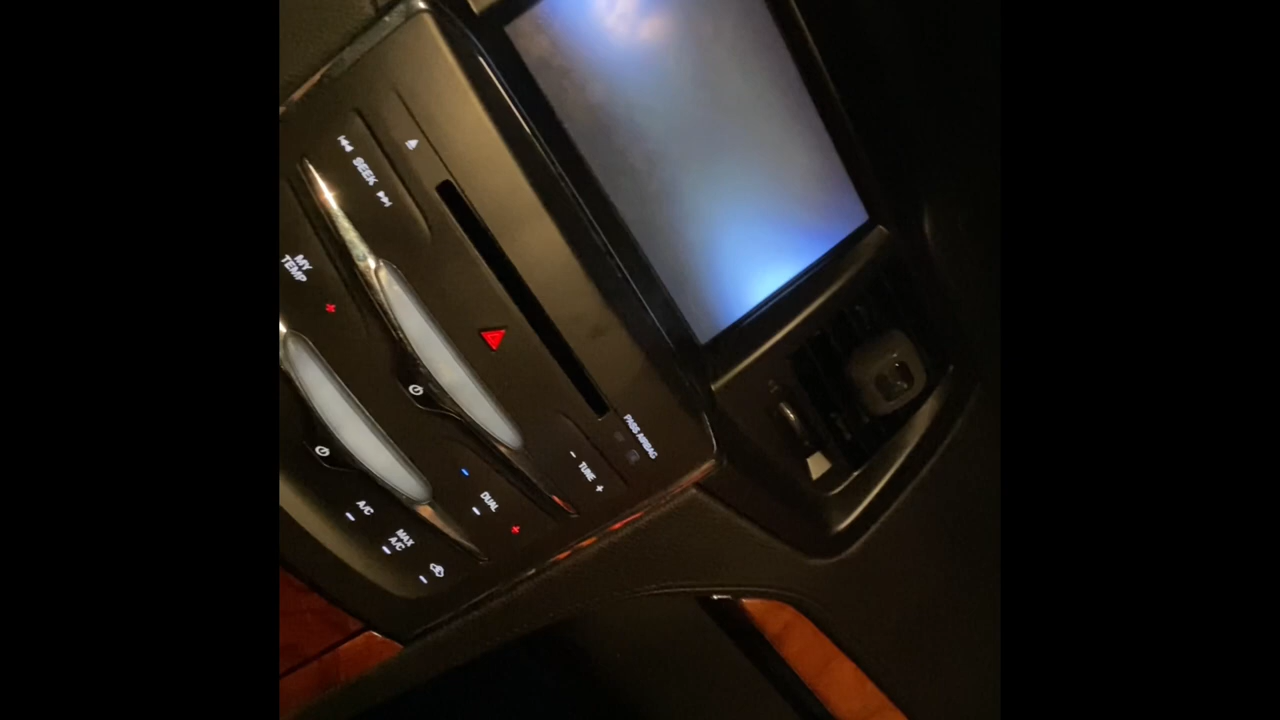 SEEK
PASS AIRBAG
- TUNE +
MY
TEMP
DUAL
A/C
MAX
A/C